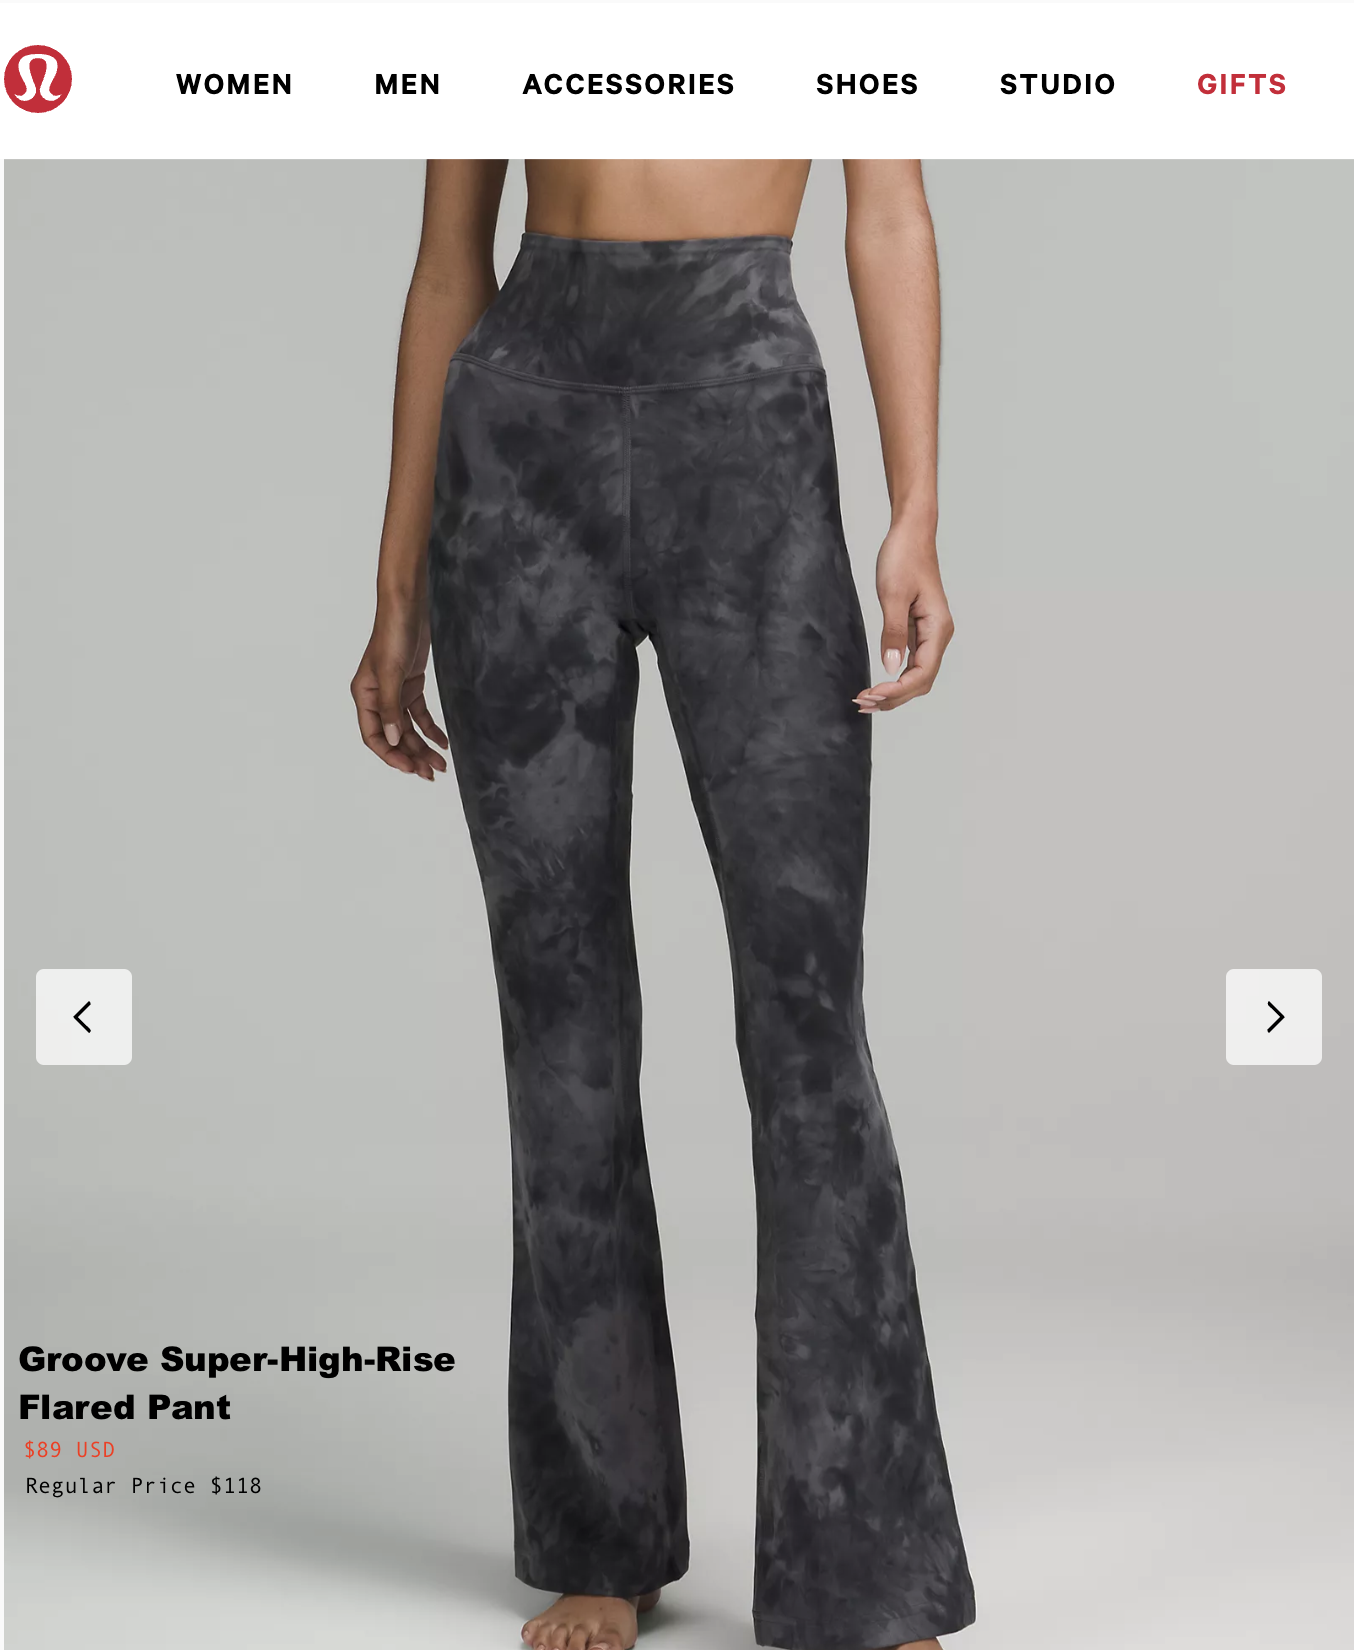 WOMEN MEN ACCESSORIES SHOES STUDIO GIFTS
Groove Super-High-Rise
Flared Pant
$89 USD
Regular Price $118